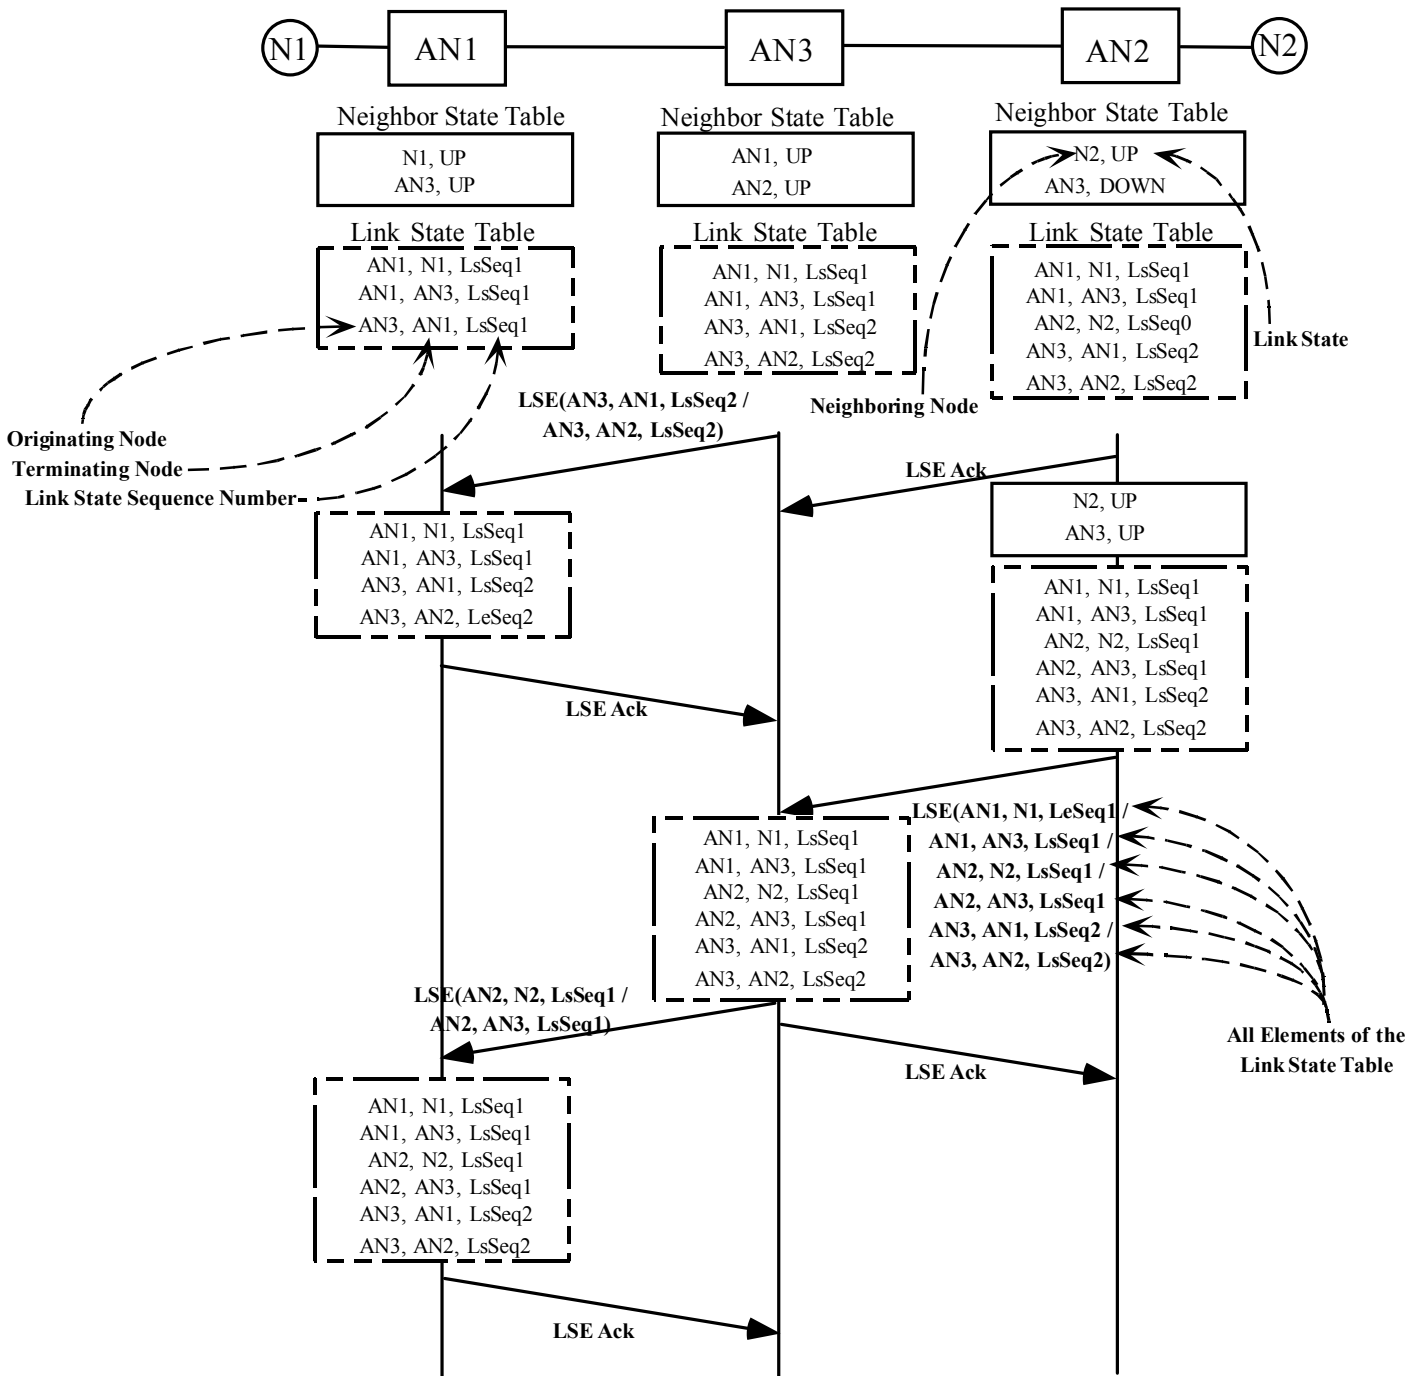 N1
AN1
AN3
AN2
N2
Neighbor State Table
N1, UP
AN3, UP
Neighbor State Table
AN1, UP
AN2, UP
Neighbor State Table
N2, UP
AN3, DOWN
Link State Table
AN1, N1, LsSeq1
AN1, AN3, LsSeq1
AN3, AN1, LsSeq1
Link State Table
AN1, N1, LsSeq1
AN1, AN3, LsSeq1
AN3, AN1, LsSeq2
AN3, AN2, LsSeq2
Link State Table
AN1, N1, LsSeq1
AN1, AN3, LsSeq1
AN2, N2, LsSeq0
AN3, AN1, LsSeq2
AN3, AN2, LsSeq2
Link State
Neighboring Node
Originating Node
Terminating Node
Link State Sequence Number
LSE(AN3, AN1, LsSeq2 /
AN3, AN2, LsSeq2)
LSE Ack
N2, UP
AN3, UP
AN1, N1, LsSeq1
AN1, AN3, LsSeq1
AN3, AN1, LsSeq2
AN3, AN2, LeSeq2
AN1, N1, LsSeq1
AN1, AN3, LsSeq1
AN2, N2, LsSeq1
AN2, AN3, LsSeq1
AN3, AN1, LsSeq2
AN3, AN2, LsSeq2
LSE Ack
LSE(AN1, N1, LeSeq1 /
AN1, AN3, LsSeq1 /
AN2, N2, LsSeq1 /
AN2, AN3, LsSeq1
AN3, AN1, LsSeq2 /
AN3, AN2, LsSeq2)
AN1, N1, LsSeq1
AN1, AN3, LsSeq1
AN2, N2, LsSeq1
AN2, AN3, LsSeq1
AN3, AN1, LsSeq2
AN3, AN2, LsSeq2
LSE(AN2, N2, LsSeq1 /
AN2, AN3, LsSeq1)
LSE Ack
All Elements of the
Link State Table
AN1, N1, LsSeq1
AN1, AN3, LsSeq1
AN2, N2, LsSeq1
AN2, AN3, LsSeq1
AN3, AN1, LsSeq2
AN3, AN2, LsSeq2
LSE Ack